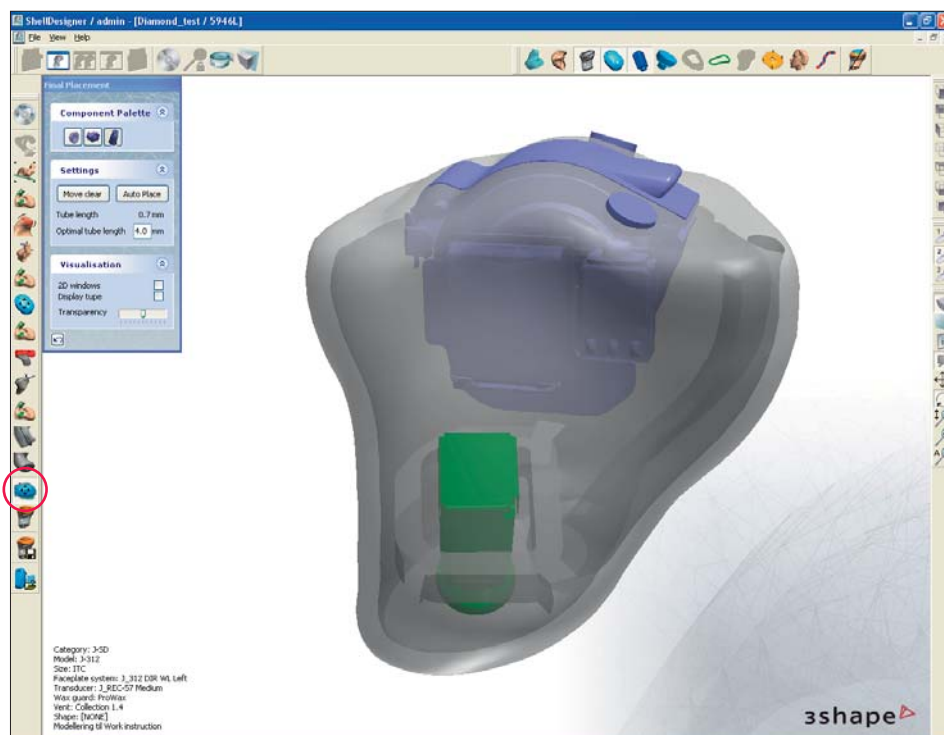 ShellDesigner / admin - [Diamond_test / 5946L]
File View Help
Final Placement
Component Palette
Settings
Move clear Auto Place
Tube length 0.7 mm
Optimal tube length 4.0 mm
Visualisation
2D windows
Display tupe
Transparency
Category: J-SD
Model: J-312
Size: ITC
Faceplate system: J_312 DIR WL Left
Transducer: J_REC-57 Medium
Wax guard: ProWax
Vent: Collection 1.4
Shape: [NONE]
Modellering til Work instruction
3shape